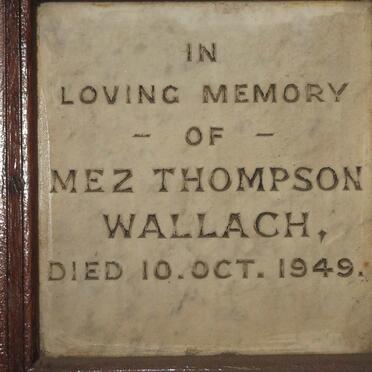 IN
LOVING MEMORY
- OF -
MEZ THOMPSON
WALLACH,
DIED 10. OCT. 1949.